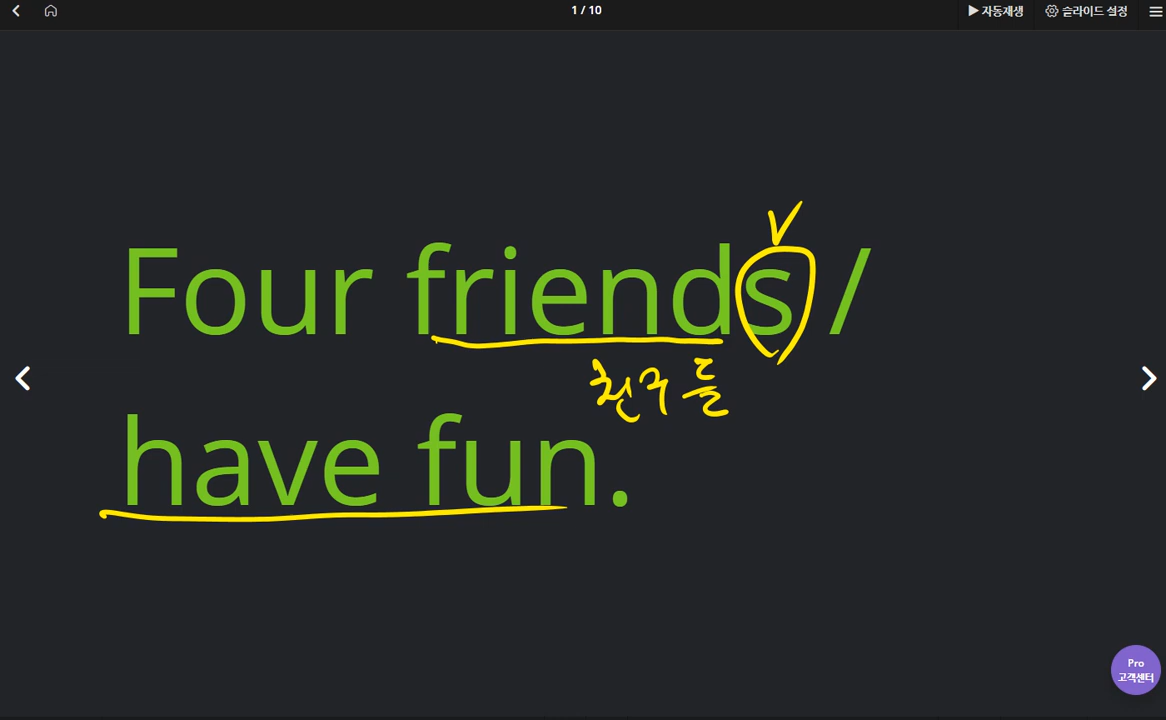 1 / 10
▶ 자동재생
슬라이드 설정
Four friends /
친구들
have fun.
Pro
고객센터